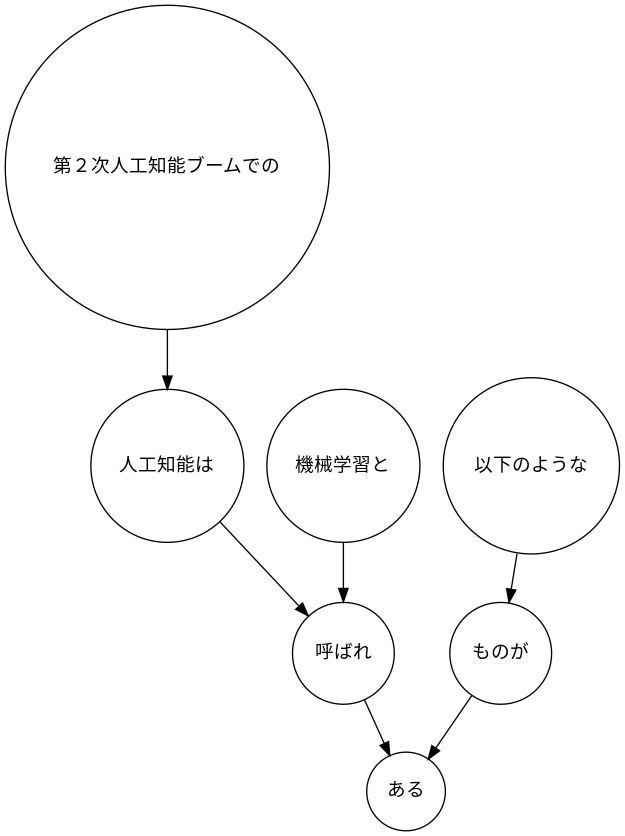 第２次人工知能ブームでの
人工知能は
機械学習と
以下のような
呼ばれ
ものが
ある